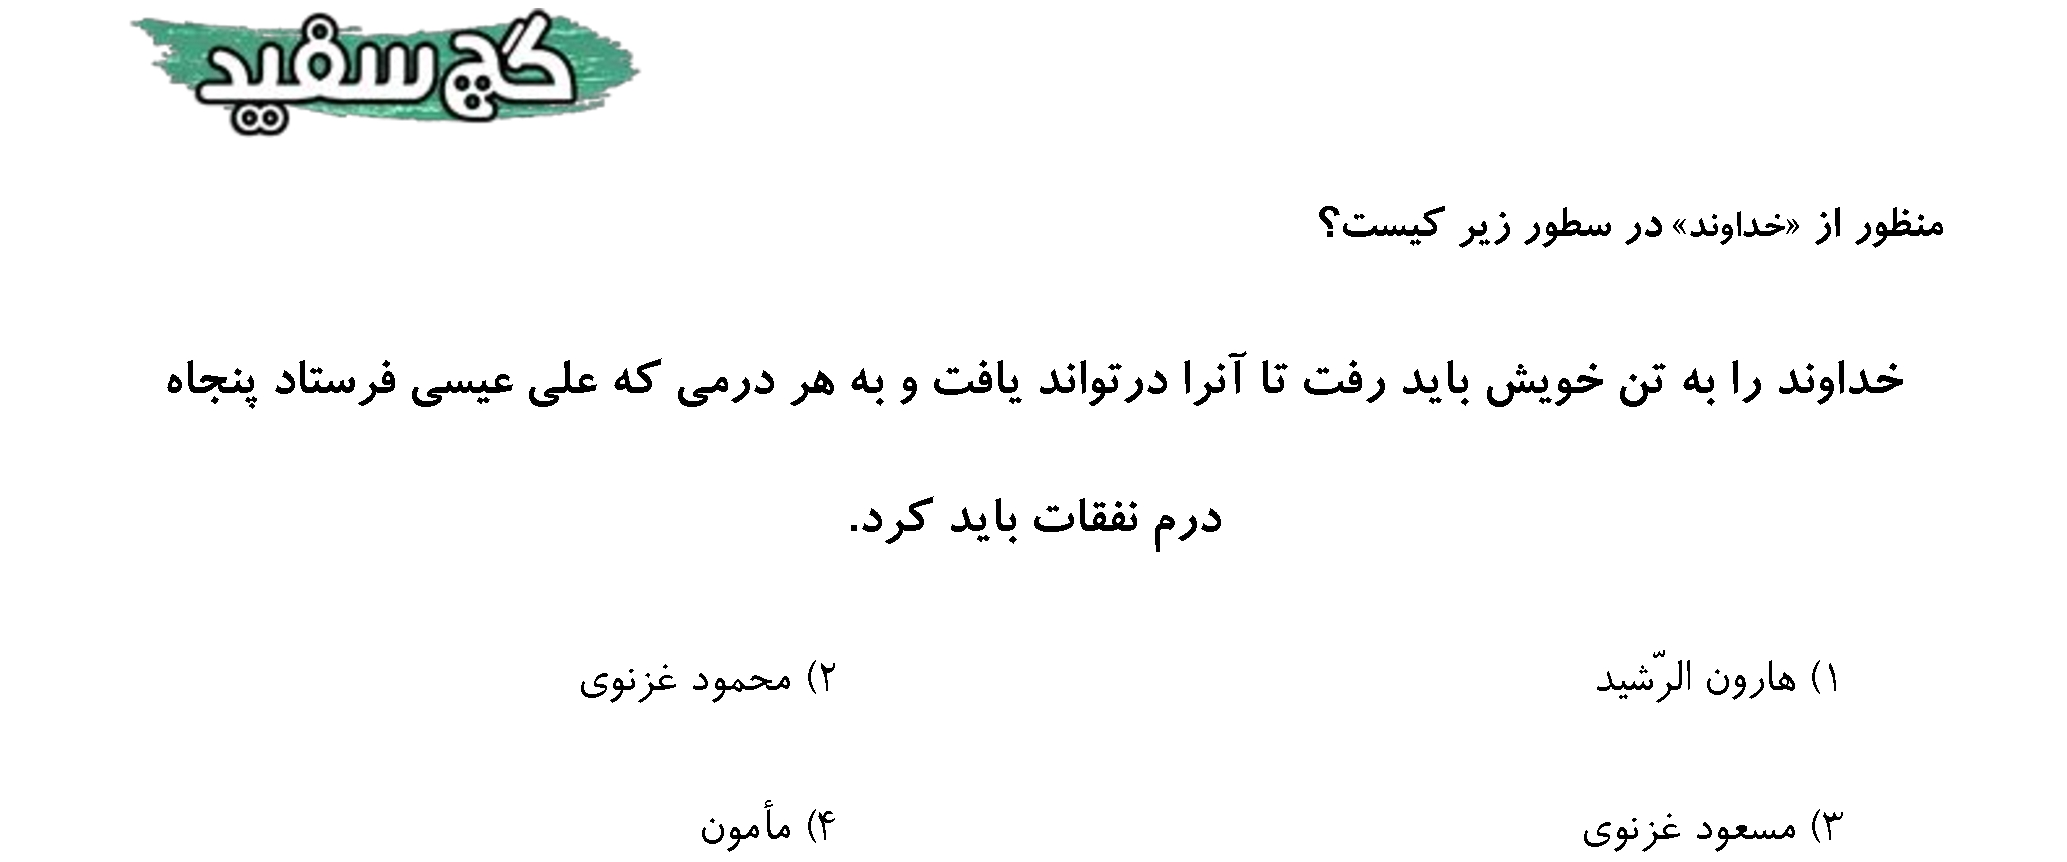 گچ سفید
منظور از «خداوند» در سطور زیر کیست؟
خداوند را به تن خویش باید رفت تا آنرا درتواند یافت و به هر درمی که علی عیسی فرستاد پنجاه
درم نفقات باید کرد.
۱) هارون الرّشید ۲) محمود غزنوی
۳) مسعود غزنوی ۴) مأمون